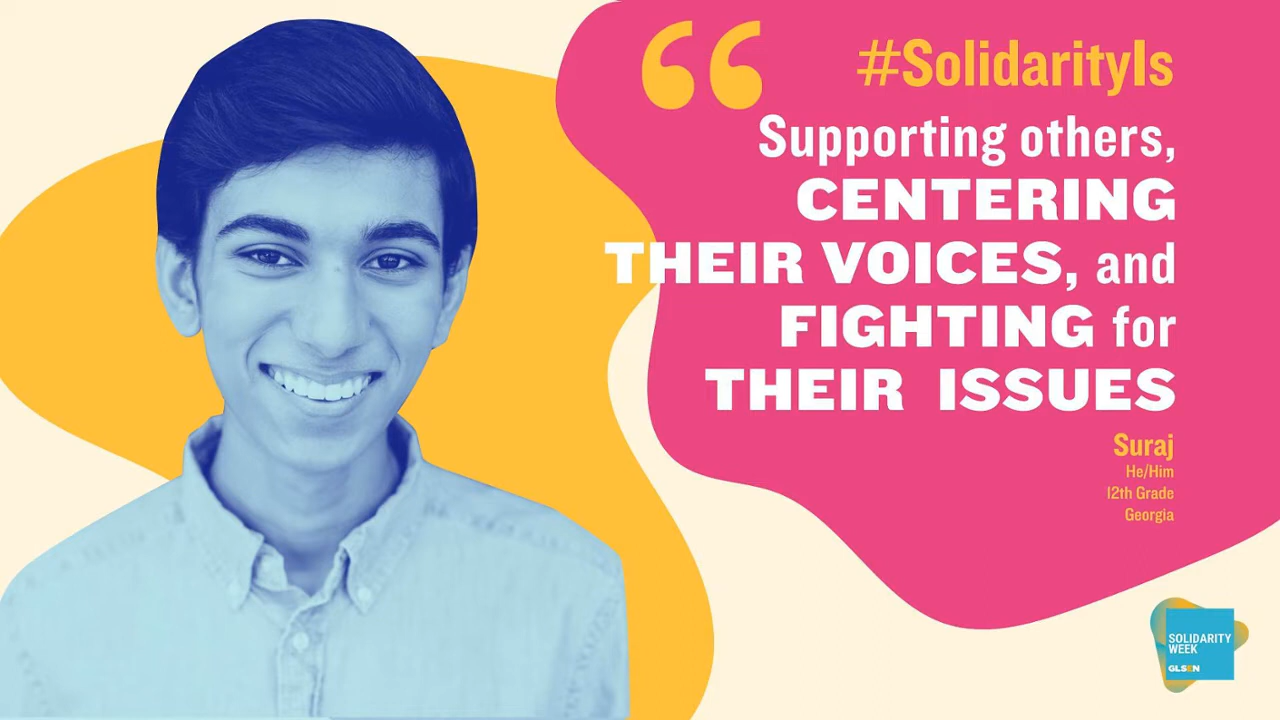 “
#SolidarityIs
Supporting others,
CENTERING
THEIR VOICES, and
FIGHTING for
THEIR ISSUES
Suraj
He/Him
12th Grade
Georgia
SOLIDARITY
WEEK
GLSEN